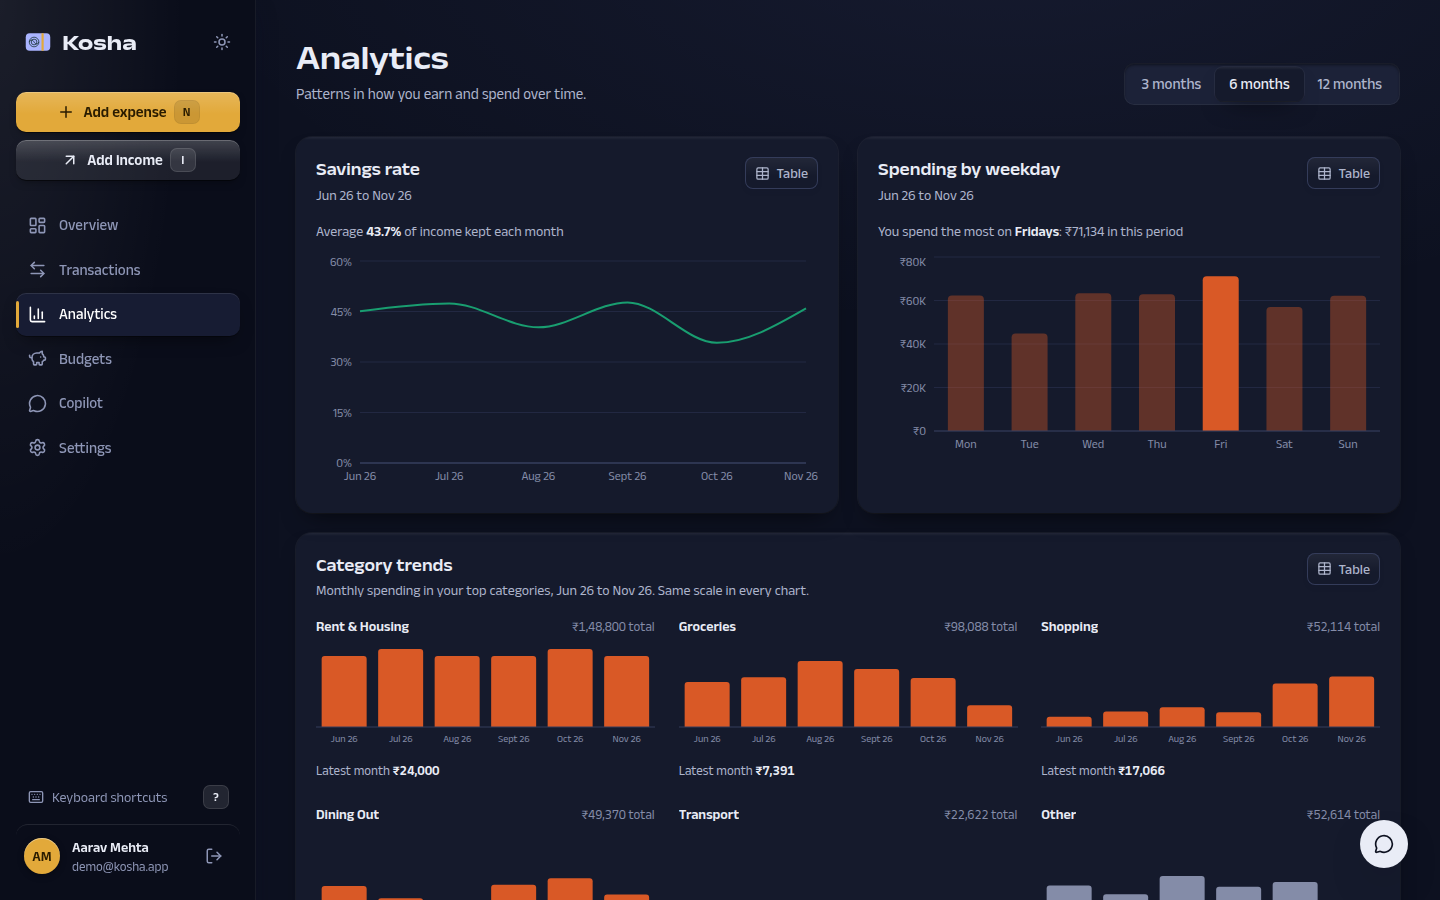 Kosha
Add expense N
Add income I
Overview
Transactions
Analytics
Budgets
Copilot
Settings
Keyboard shortcuts ?
AM
Aarav Mehta
demo@kosha.app
Analytics
Patterns in how you earn and spend over time.
3 months 6 months 12 months
Savings rate
Table
Jun 26 to Nov 26
Average 43.7% of income kept each month
60%
45%
30%
15%
0%
Jun 26 Jul 26 Aug 26 Sept 26 Oct 26 Nov 26
Spending by weekday
Table
Jun 26 to Nov 26
You spend the most on Fridays: ₹71,134 in this period
₹80K
₹60K
₹40K
₹20K
₹0
Mon Tue Wed Thu Fri Sat Sun
Category trends
Table
Monthly spending in your top categories, Jun 26 to Nov 26. Same scale in every chart.
Rent & Housing ₹1,48,800 total
Jun 26 Jul 26 Aug 26 Sept 26 Oct 26 Nov 26
Latest month ₹24,000
Groceries ₹98,088 total
Jun 26 Jul 26 Aug 26 Sept 26 Oct 26 Nov 26
Latest month ₹7,391
Shopping ₹52,114 total
Jun 26 Jul 26 Aug 26 Sept 26 Oct 26 Nov 26
Latest month ₹17,066
Dining Out ₹49,370 total
Transport ₹22,622 total
Other ₹52,614 total